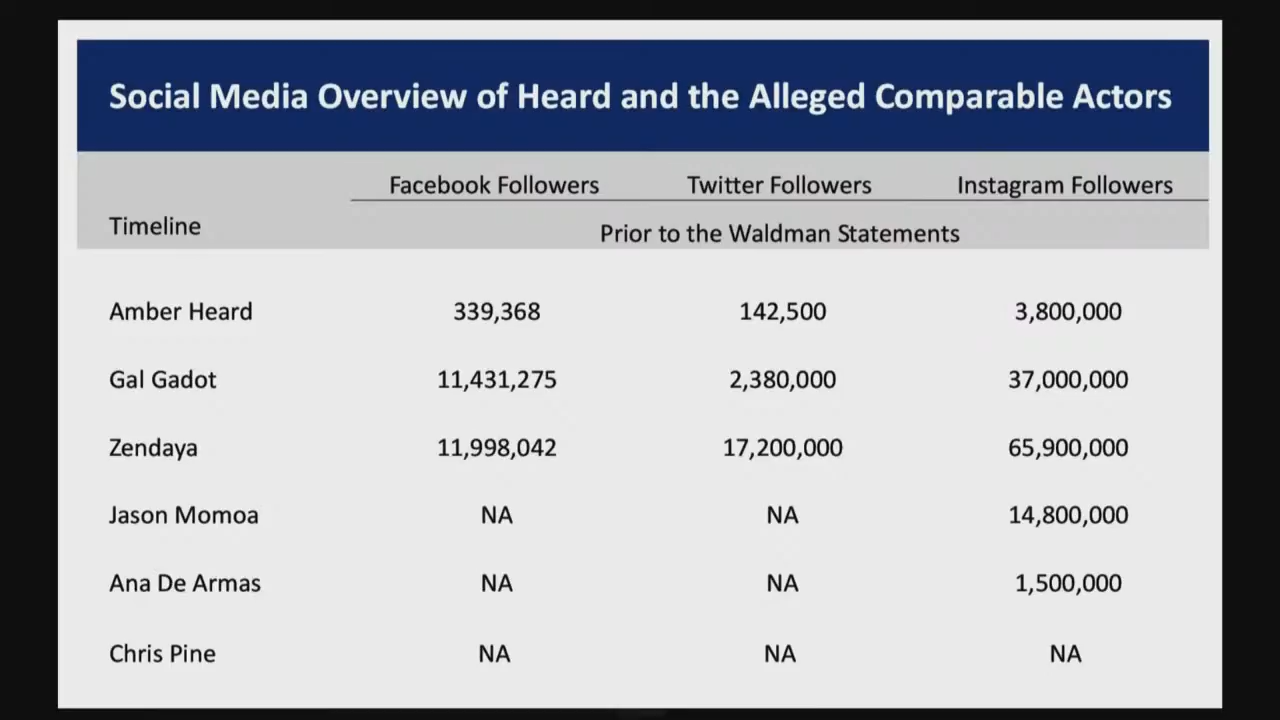 Social Media Overview of Heard and the Alleged Comparable Actors
Facebook Followers Twitter Followers Instagram Followers
Timeline Prior to the Waldman Statements
Amber Heard 339,368 142,500 3,800,000
Gal Gadot 11,431,275 2,380,000 37,000,000
Zendaya 11,998,042 17,200,000 65,900,000
Jason Momoa NA NA 14,800,000
Ana De Armas NA NA 1,500,000
Chris Pine NA NA NA